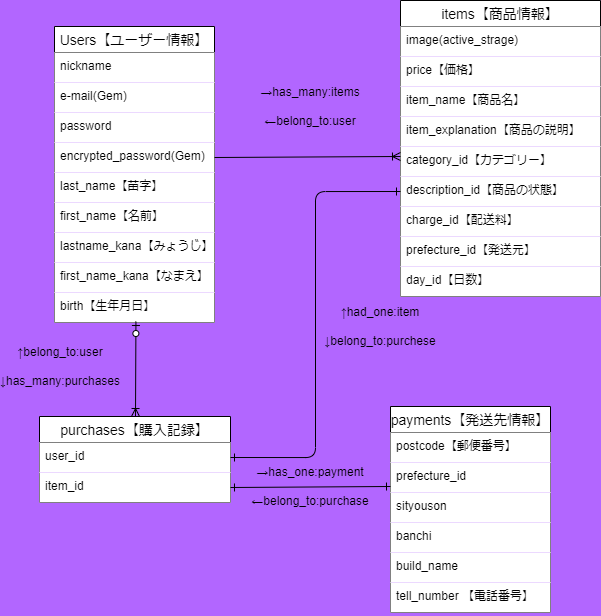 Users【ユーザー情報】
nickname
e-mail(Gem)
password
encrypted_password(Gem)
last_name【苗字】
first_name【名前】
lastname_kana【みょうじ】
first_name_kana【なまえ】
birth【生年月日】
items【商品情報】
image(active_strage)
price【価格】
item_name【商品名】
item_explanation【商品の説明】
category_id【カテゴリー】
description_id【商品の状態】
charge_id【配送料】
prefecture_id【発送元】
day_id【日数】
→has_many:items
←belong_to:user
↑had_one:item
↓belong_to:purchese
↑belong_to:user
↓has_many:purchases
purchases【購入記録】
user_id
item_id
→has_one:payment
←belong_to:purchase
payments【発送先情報】
postcode【郵便番号】
prefecture_id
sityouson
banchi
build_name
tell_number 【電話番号】